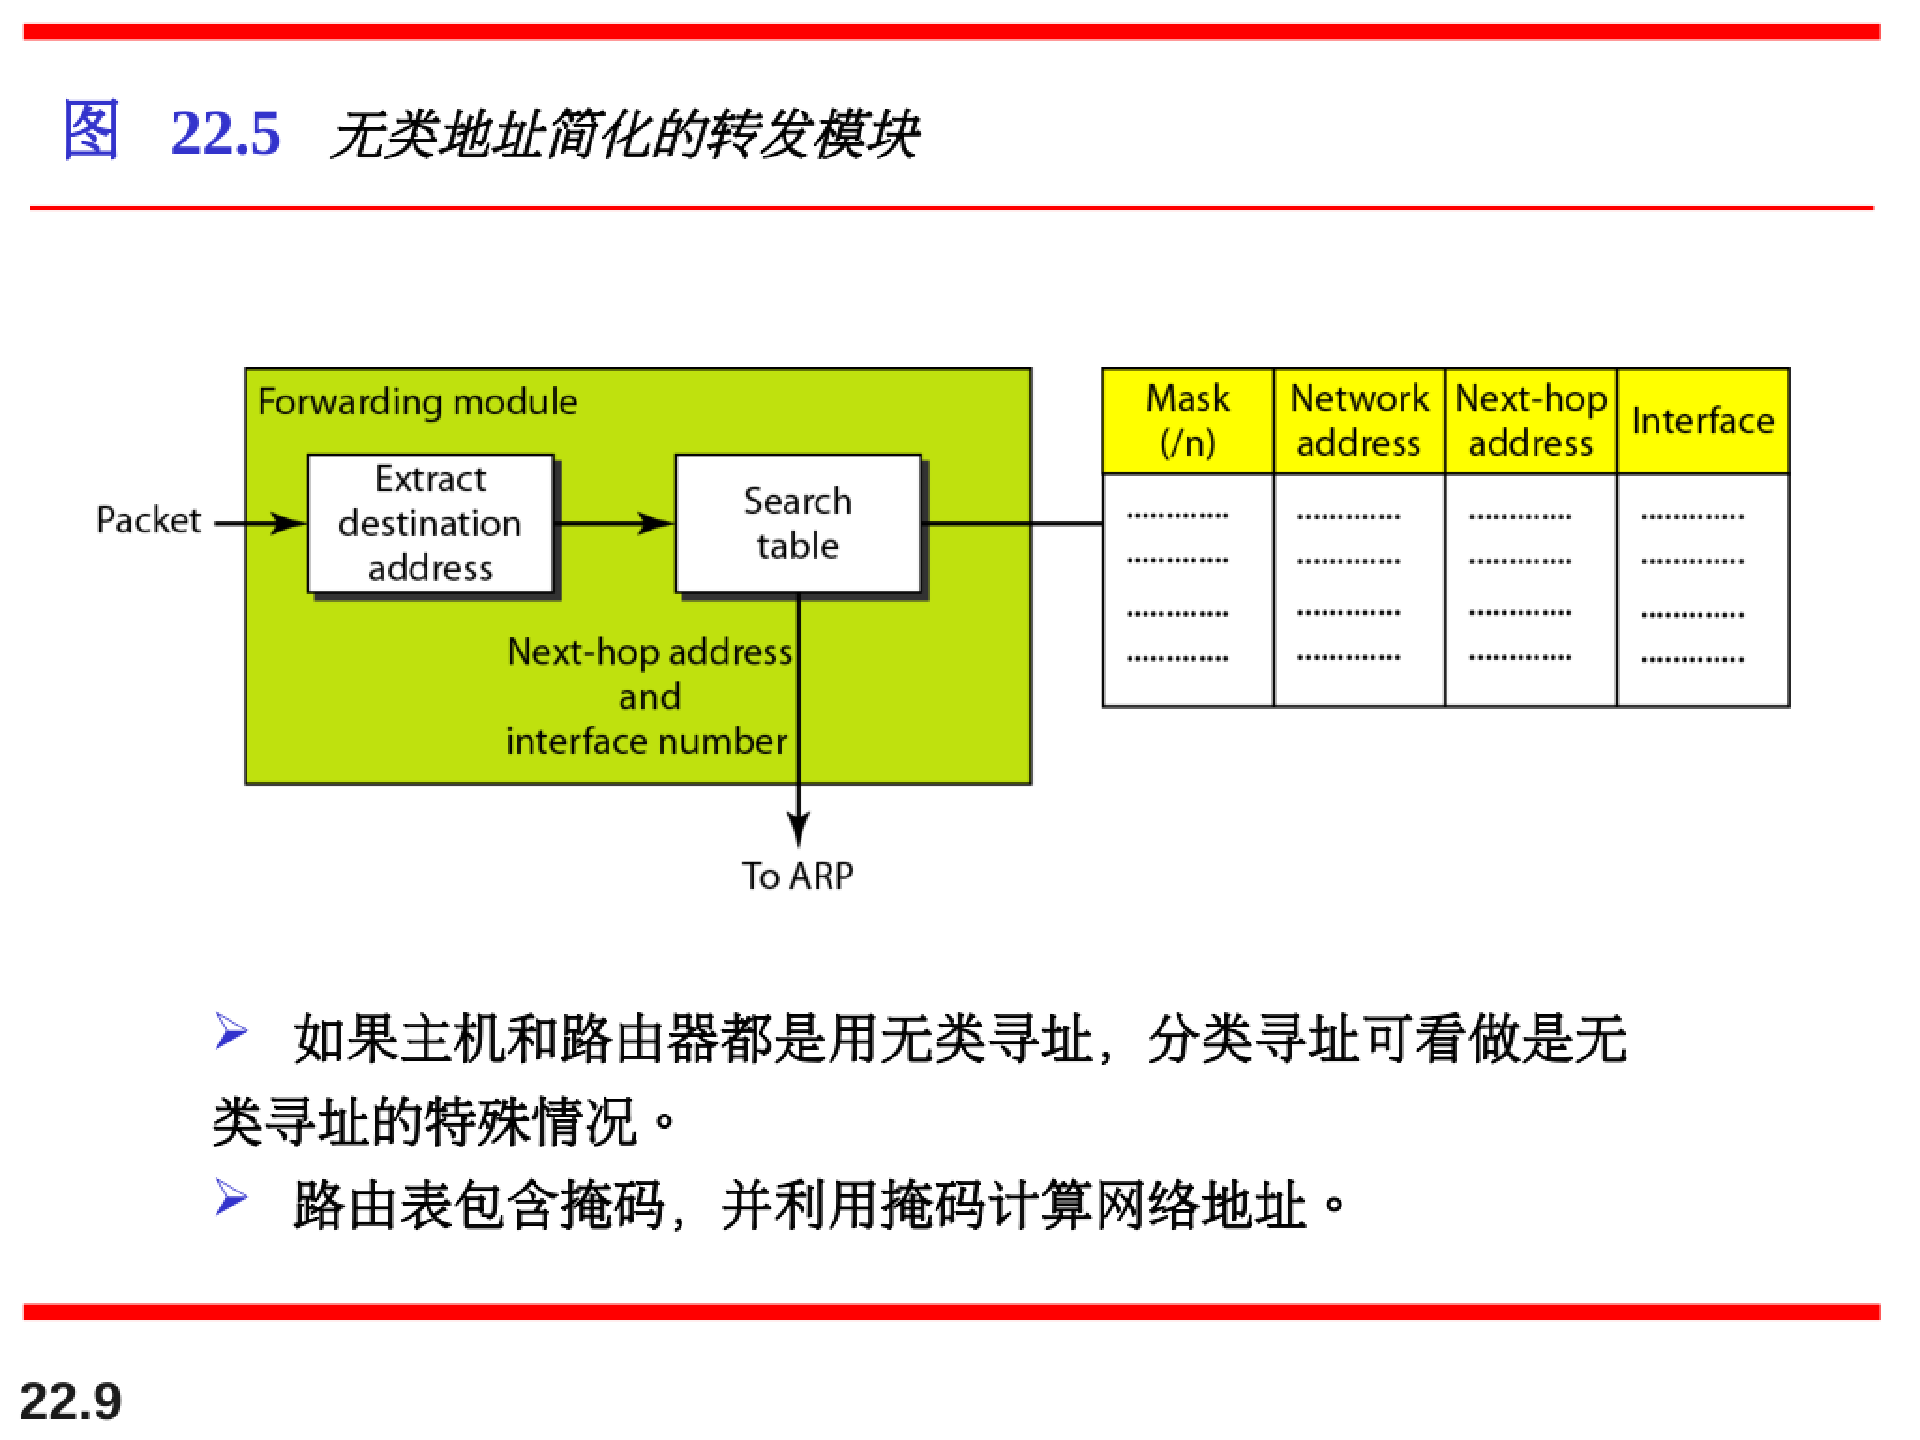 图 22.5 无类地址简化的转发模块
Forwarding module
Packet
Extract
destination
address
Search
table
Next-hop address
and
interface number
To ARP
Mask
(/n)
Network
address
Next-hop
address
Interface
............. ............. ............. .............
............. ............. ............. .............
............. ............. ............. .............
............. ............. ............. .............
➢ 如果主机和路由器都是用无类寻址，分类寻址可看做是无
类寻址的特殊情况。
➢ 路由表包含掩码，并利用掩码计算网络地址。
22.9